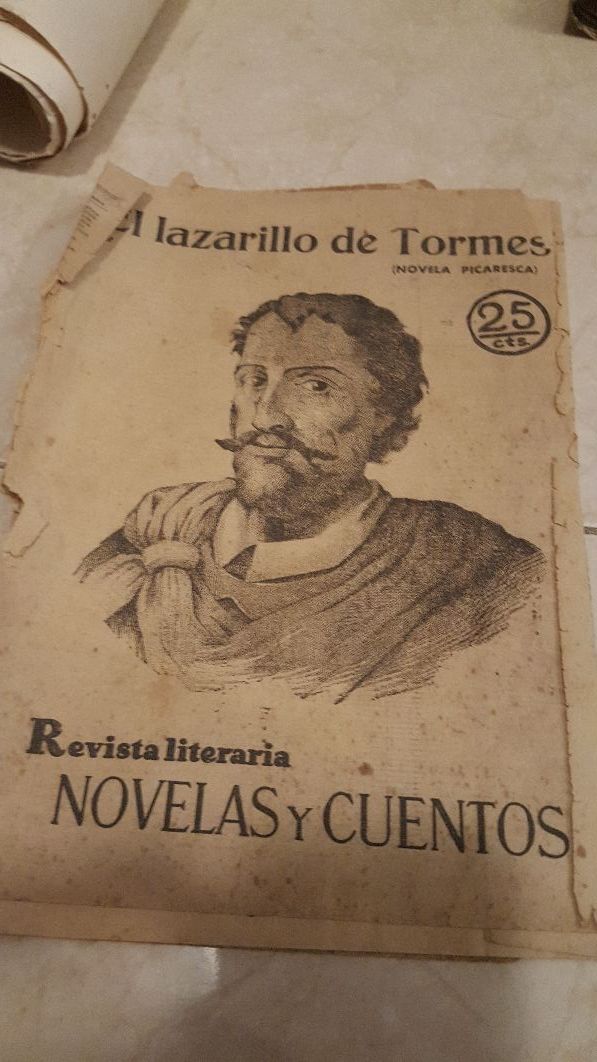 El lazarillo de Tormes
(NOVELA PICARESCA)
25
cts.
Revista literaria
NOVELAS Y CUENTOS